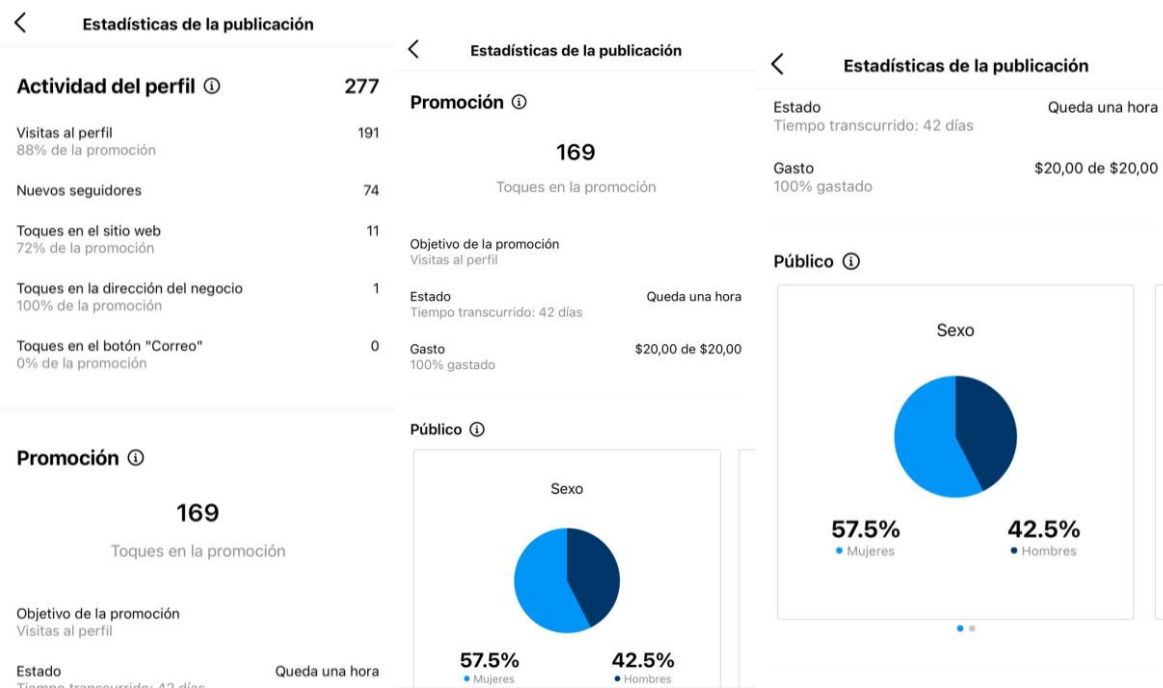 Estadísticas de la publicación
Actividad del perfil 277
Visitas al perfil 191
88% de la promoción
Nuevos seguidores 74
Toques en el sitio web 11
72% de la promoción
Toques en la dirección del negocio 1
100% de la promoción
Toques en el botón "Correo" 0
0% de la promoción
Promoción
169
Toques en la promoción
Objetivo de la promoción
Visitas al perfil
Estado Queda una hora
Tiempo transcurrido: 42 días
Estadísticas de la publicación
Promoción
169
Toques en la promoción
Objetivo de la promoción
Visitas al perfil
Estado Queda una hora
Tiempo transcurrido: 42 días
Gasto $20,00 de $20,00
100% gastado
Público
Sexo
57.5% 42.5%
Mujeres Hombres
Estadísticas de la publicación
Estado Queda una hora
Tiempo transcurrido: 42 días
Gasto $20,00 de $20,00
100% gastado
Público
Sexo
57.5% 42.5%
Mujeres Hombres